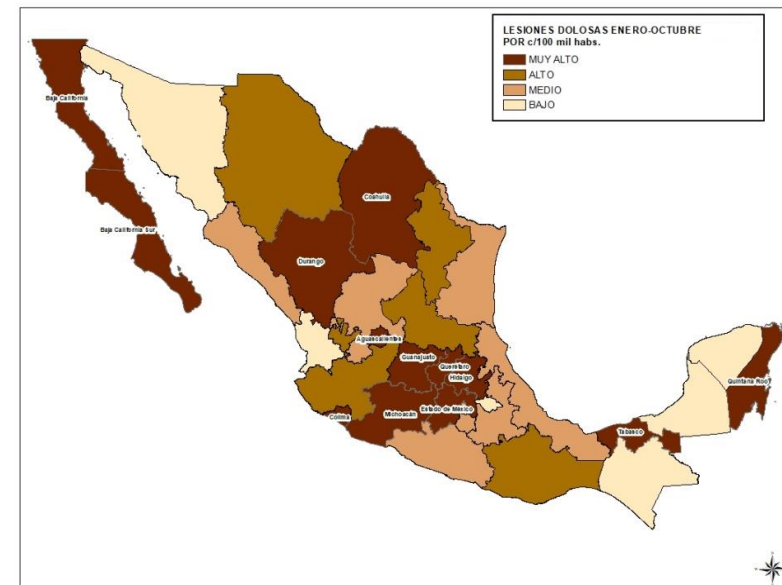 LESIONES DOLOSAS ENERO-OCTUBRE
POR c/100 mil habs.
MUY ALTO
ALTO
MEDIO
BAJO
Baja California
Coahuila
Baja California Sur
Durango
Aguascalientes
Guanajuato
Querétaro
Hidalgo
Quintana Roo
Colima
Michoacán
Estado de México
Tabasco